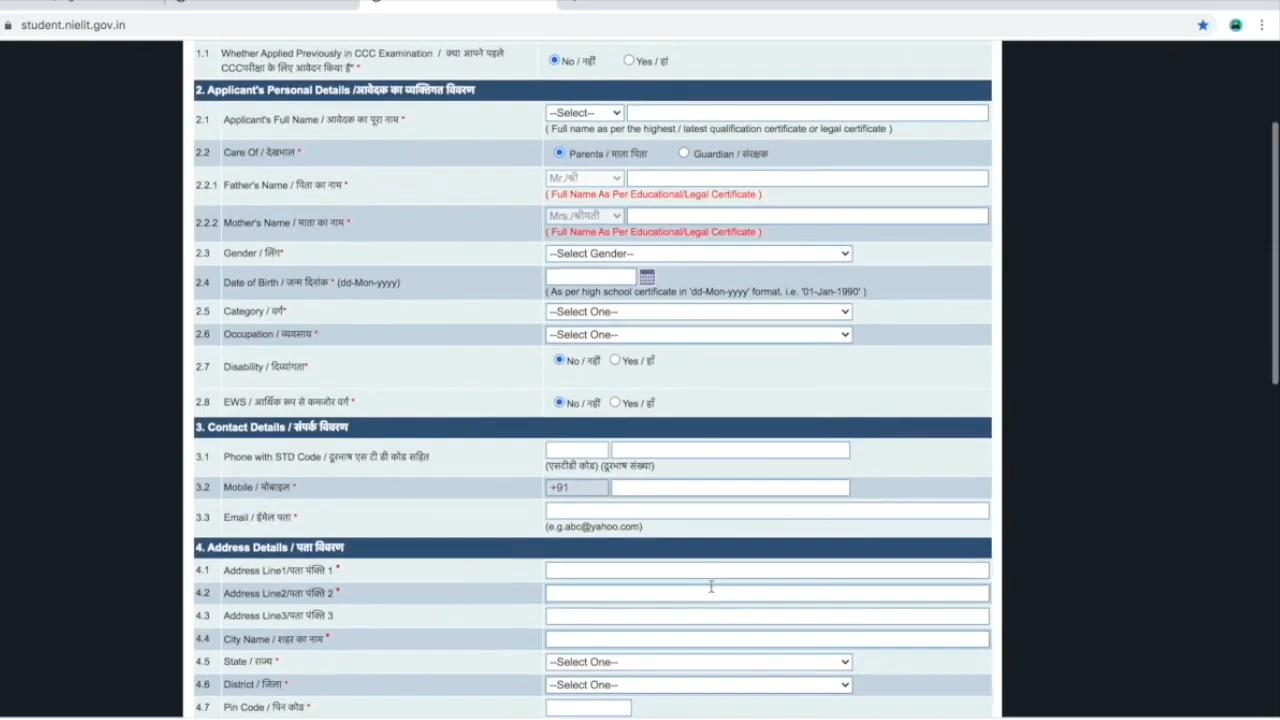 student.nielit.gov.in
1.1 Whether Applied Previously in CCC Examination / क्या आपने पहले
CCCपरीक्षा के लिए आवेदन किया है" *
No / नहीं Yes / हां
2. Applicant's Personal Details /आवेदक का व्यक्तिगत विवरण
2.1 Applicant's Full Name / आवेदक का पूरा नाम * --Select--
( Full name as per the highest / latest qualification certificate or legal certificate )
2.2 Care Of / देखभाल * Parents / माता पिता Guardian / संरक्षक
2.2.1 Father's Name / पिता का नाम * Mr./श्री
( Full Name As Per Educational/Legal Certificate )
2.2.2 Mother's Name / माता का नाम * Mrs./श्रीमती
( Full Name As Per Educational/Legal Certificate )
2.3 Gender / लिंग* --Select Gender--
2.4 Date of Birth / जन्म दिनांक * (dd-Mon-yyyy)
( As per high school certificate in 'dd-Mon-yyyy' format. i.e. '01-Jan-1990' )
2.5 Category / वर्ग* --Select One--
2.6 Occupation / व्यवसाय * --Select One--
2.7 Disability / दिव्यांगता* No / नहीं Yes / हाँ
2.8 EWS / आर्थिक रूप से कमजोर वर्ग * No / नहीं Yes / हाँ
3. Contact Details / संपर्क विवरण
3.1 Phone with STD Code / दूरभाष एस टी डी कोड सहित
(एसटीडी कोड) (दूरभाष संख्या)
3.2 Mobile / मोबाइल * +91
3.3 Email / ईमेल पता *
(e.g.abc@yahoo.com)
4. Address Details / पता विवरण
4.1 Address Line1/पता पंक्ति 1 *
4.2 Address Line2/पता पंक्ति 2 *
4.3 Address Line3/पता पंक्ति 3
4.4 City Name / शहर का नाम *
4.5 State / राज्य * --Select One--
4.6 District / जिला * --Select One--
4.7 Pin Code / पिन कोड *